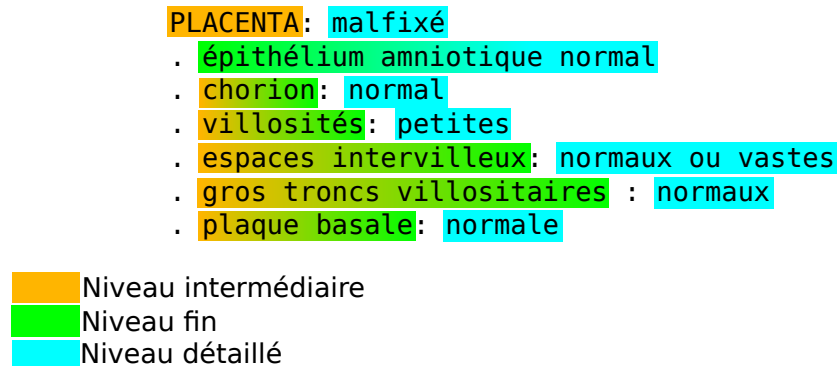 PLACENTA: malfixé
. épithélium amniotique normal
. chorion: normal
. villosités: petites
. espaces intervilleux: normaux ou vastes
. gros troncs villositaires : normaux
. plaque basale: normale
Niveau intermédiaire
Niveau fin
Niveau détaillé